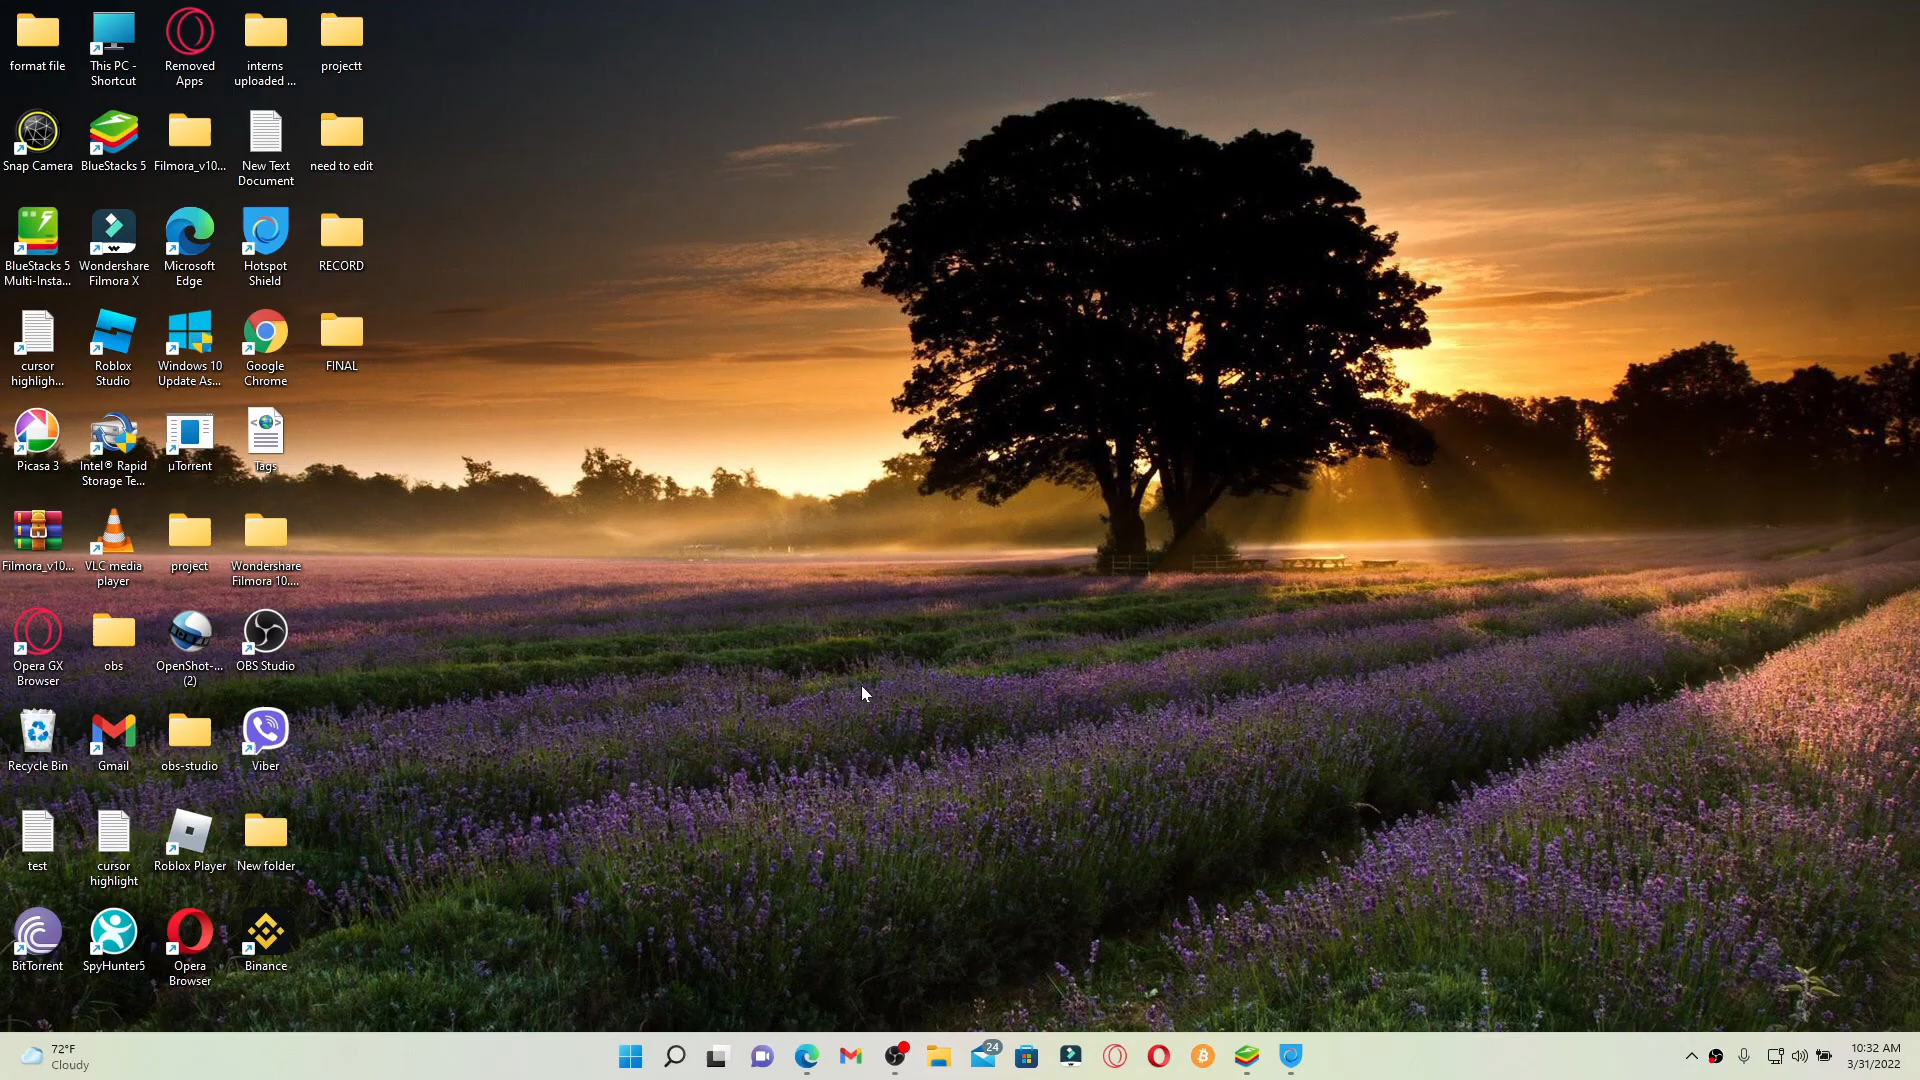 format file
This PC -
Shortcut
Removed
Apps
interns
uploaded ...
projectt
Snap Camera
BlueStacks 5
Filmora_v10...
New Text
Document
need to edit
BlueStacks 5
Multi-Insta...
Wondershare
Filmora X
Microsoft
Edge
Hotspot
Shield
RECORD
cursor
highligh...
Roblox
Studio
Windows 10
Update As...
Google
Chrome
FINAL
Picasa 3
Intel® Rapid
Storage Te...
µTorrent
Tags
Filmora_v10...
VLC media
player
project
Wondershare
Filmora 10....
Opera GX
Browser
obs
OpenShot-...
(2)
OBS Studio
Recycle Bin
Gmail
obs-studio
Viber
test
cursor
highlight
Roblox Player
New folder
BitTorrent
SpyHunter5
Opera
Browser
Binance
72°F
Cloudy
24
10:32 AM
3/31/2022